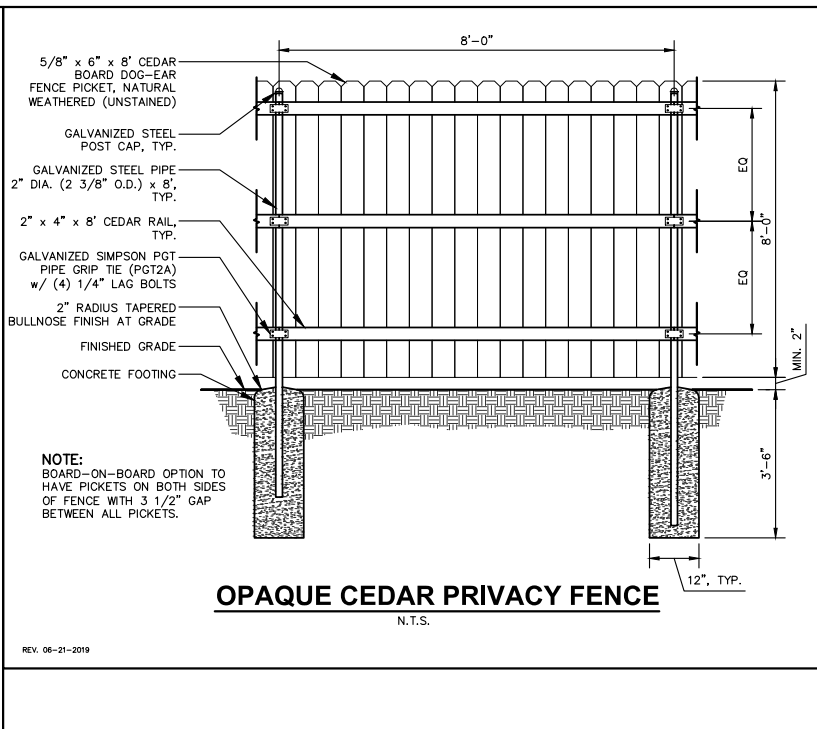 8'-0"
5/8" x 6" x 8' CEDAR
BOARD DOG-EAR
FENCE PICKET, NATURAL
WEATHERED (UNSTAINED)
GALVANIZED STEEL
POST CAP, TYP.
GALVANIZED STEEL PIPE
2" DIA. (2 3/8" O.D.) x 8',
TYP.
2" x 4" x 8' CEDAR RAIL,
TYP.
GALVANIZED SIMPSON PGT
PIPE GRIP TIE (PGT2A)
w/ (4) 1/4" LAG BOLTS
2" RADIUS TAPERED
BULLNOSE FINISH AT GRADE
FINISHED GRADE
CONCRETE FOOTING
EQ
EQ
8'-0"
MIN. 2"
3'-6"
12", TYP.
NOTE:
BOARD-ON-BOARD OPTION TO
HAVE PICKETS ON BOTH SIDES
OF FENCE WITH 3 1/2" GAP
BETWEEN ALL PICKETS.
OPAQUE CEDAR PRIVACY FENCE
N.T.S.
REV. 06-21-2019